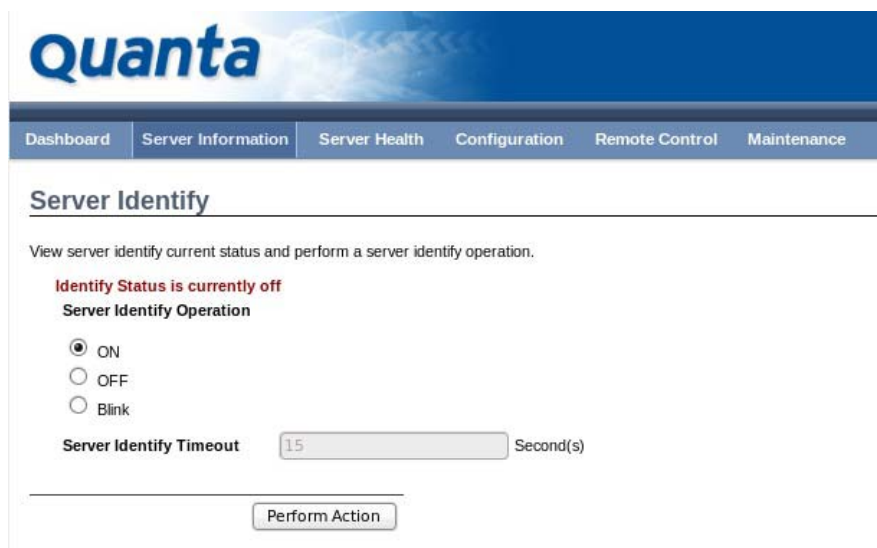 Quanta
Dashboard Server Information Server Health Configuration Remote Control Maintenance
Server Identify
View server identify current status and perform a server identify operation.
Identify Status is currently off
Server Identify Operation
ON
OFF
Blink
Server Identify Timeout 15 Second(s)
Perform Action